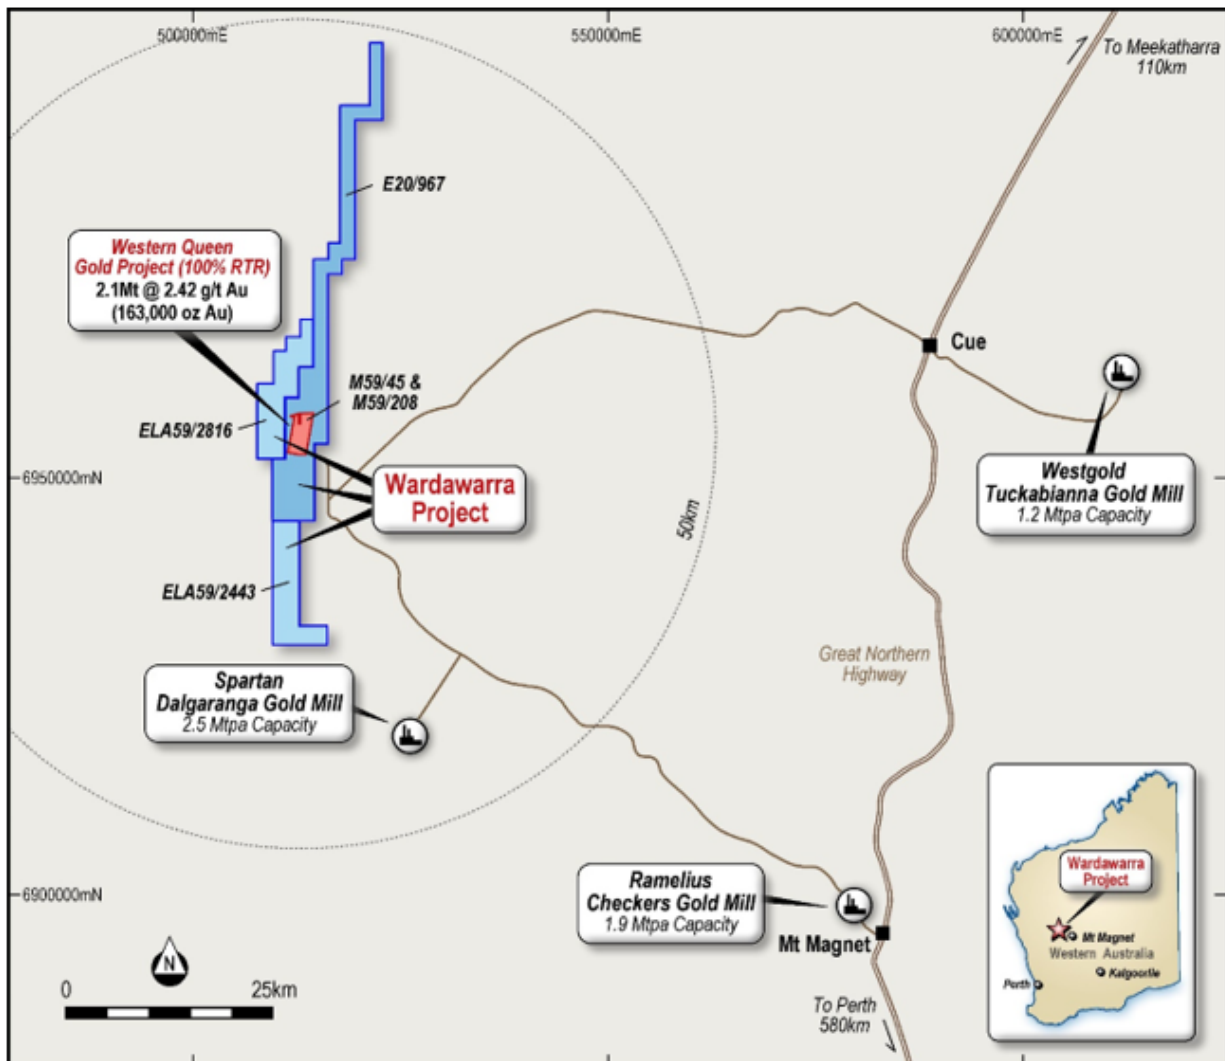 500000mE
550000mE
600000mE
To Meekatharra
110km
E20/967
Western Queen
Gold Project (100% RTR)
2.1Mt @ 2.42 g/t Au
(163,000 oz Au)
Cue
M59/45 &
M59/208
ELA59/2816
6950000mN
Wardawarra
Project
Westgold
Tuckabianna Gold Mill
1.2 Mtpa Capacity
50km
ELA59/2443
Great Northern
Highway
Spartan
Dalgaranga Gold Mill
2.5 Mtpa Capacity
6900000mN
Ramelius
Checkers Gold Mill
1.9 Mtpa Capacity
Mt Magnet
Wardawarra
Project
Mt Magnet
Western Australia
Kalgoorlie
Perth
N
0
25km
To Perth
580km